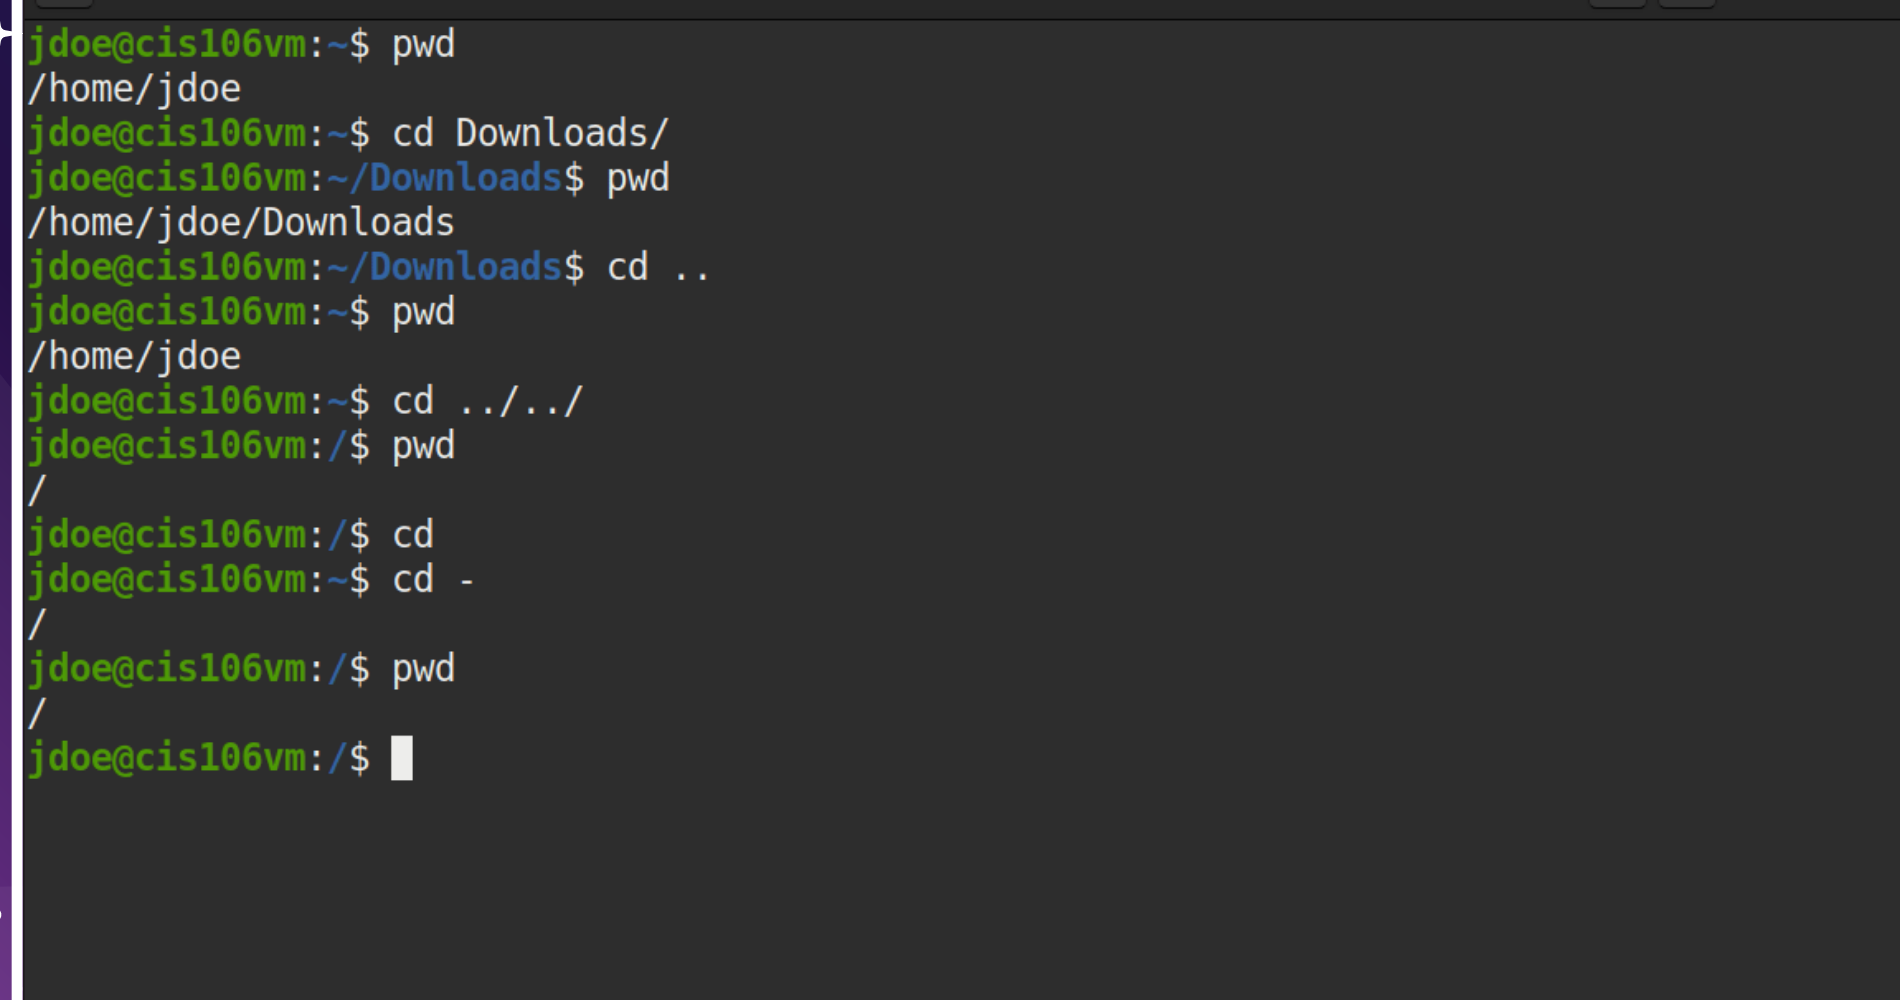 jdoe@cis106vm:~$ pwd
/home/jdoe
jdoe@cis106vm:~$ cd Downloads/
jdoe@cis106vm:~/Downloads$ pwd
/home/jdoe/Downloads
jdoe@cis106vm:~/Downloads$ cd ..
jdoe@cis106vm:~$ pwd
/home/jdoe
jdoe@cis106vm:~$ cd ../../
jdoe@cis106vm:/$ pwd
/
jdoe@cis106vm:/$ cd
jdoe@cis106vm:~$ cd -
/
jdoe@cis106vm:/$ pwd
/
jdoe@cis106vm:/$